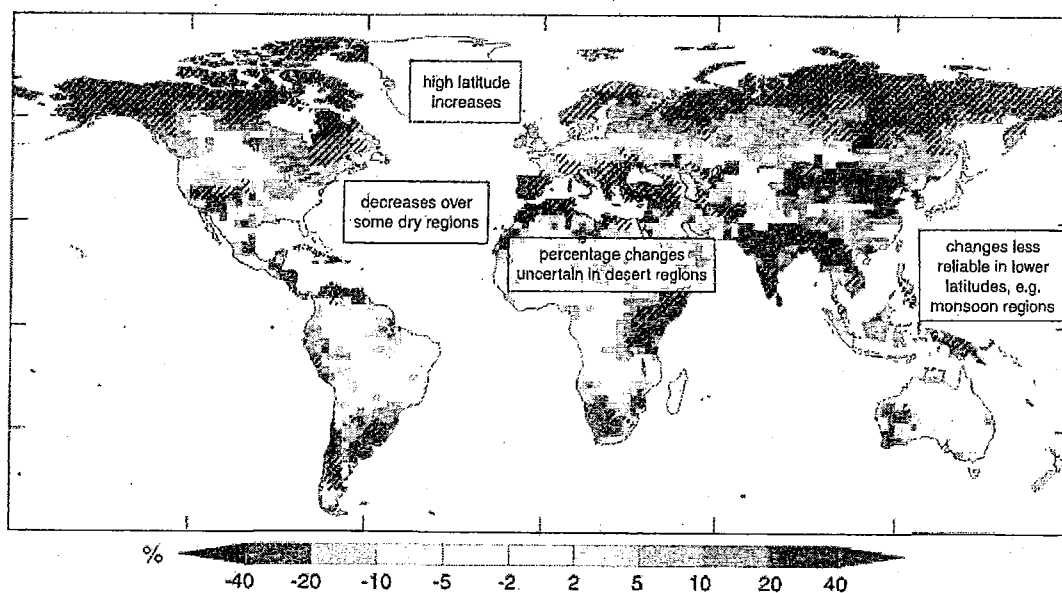 high latitude
increases
decreases over
some dry regions
percentage changes
uncertain in desert regions
changes less
reliable in lower
latitudes, e.g.
monsoon regions
%
-40 -20 -10 -5 -2 2 5 10 20 40